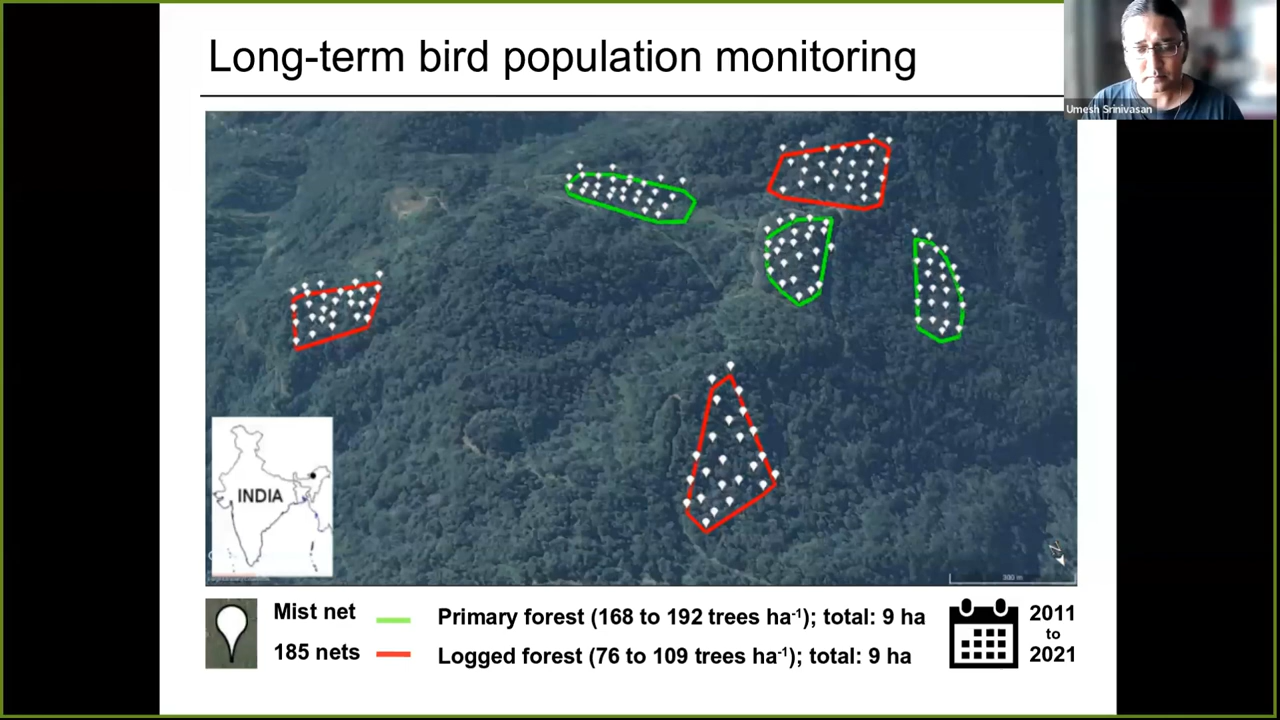 Long-term bird population monitoring
Umesh Srinivasan
INDIA
N
300 m
Mist net
185 nets
Primary forest (168 to 192 trees ha-1); total: 9 ha
Logged forest (76 to 109 trees ha-1); total: 9 ha
2011
to
2021